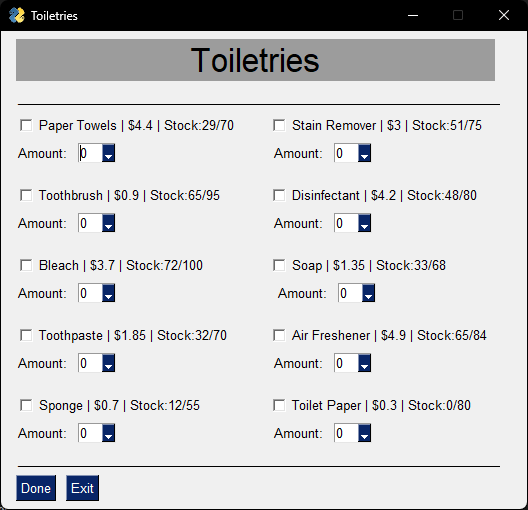 Toiletries
Toiletries
Paper Towels | $4.4 | Stock:29/70
Stain Remover | $3 | Stock:51/75
Amount: 0
Amount: 0
Toothbrush | $0.9 | Stock:65/95
Disinfectant | $4.2 | Stock:48/80
Amount: 0
Amount: 0
Bleach | $3.7 | Stock:72/100
Soap | $1.35 | Stock:33/68
Amount: 0
Amount: 0
Toothpaste | $1.85 | Stock:32/70
Air Freshener | $4.9 | Stock:65/84
Amount: 0
Amount: 0
Sponge | $0.7 | Stock:12/55
Toilet Paper | $0.3 | Stock:0/80
Amount: 0
Amount: 0
Done Exit